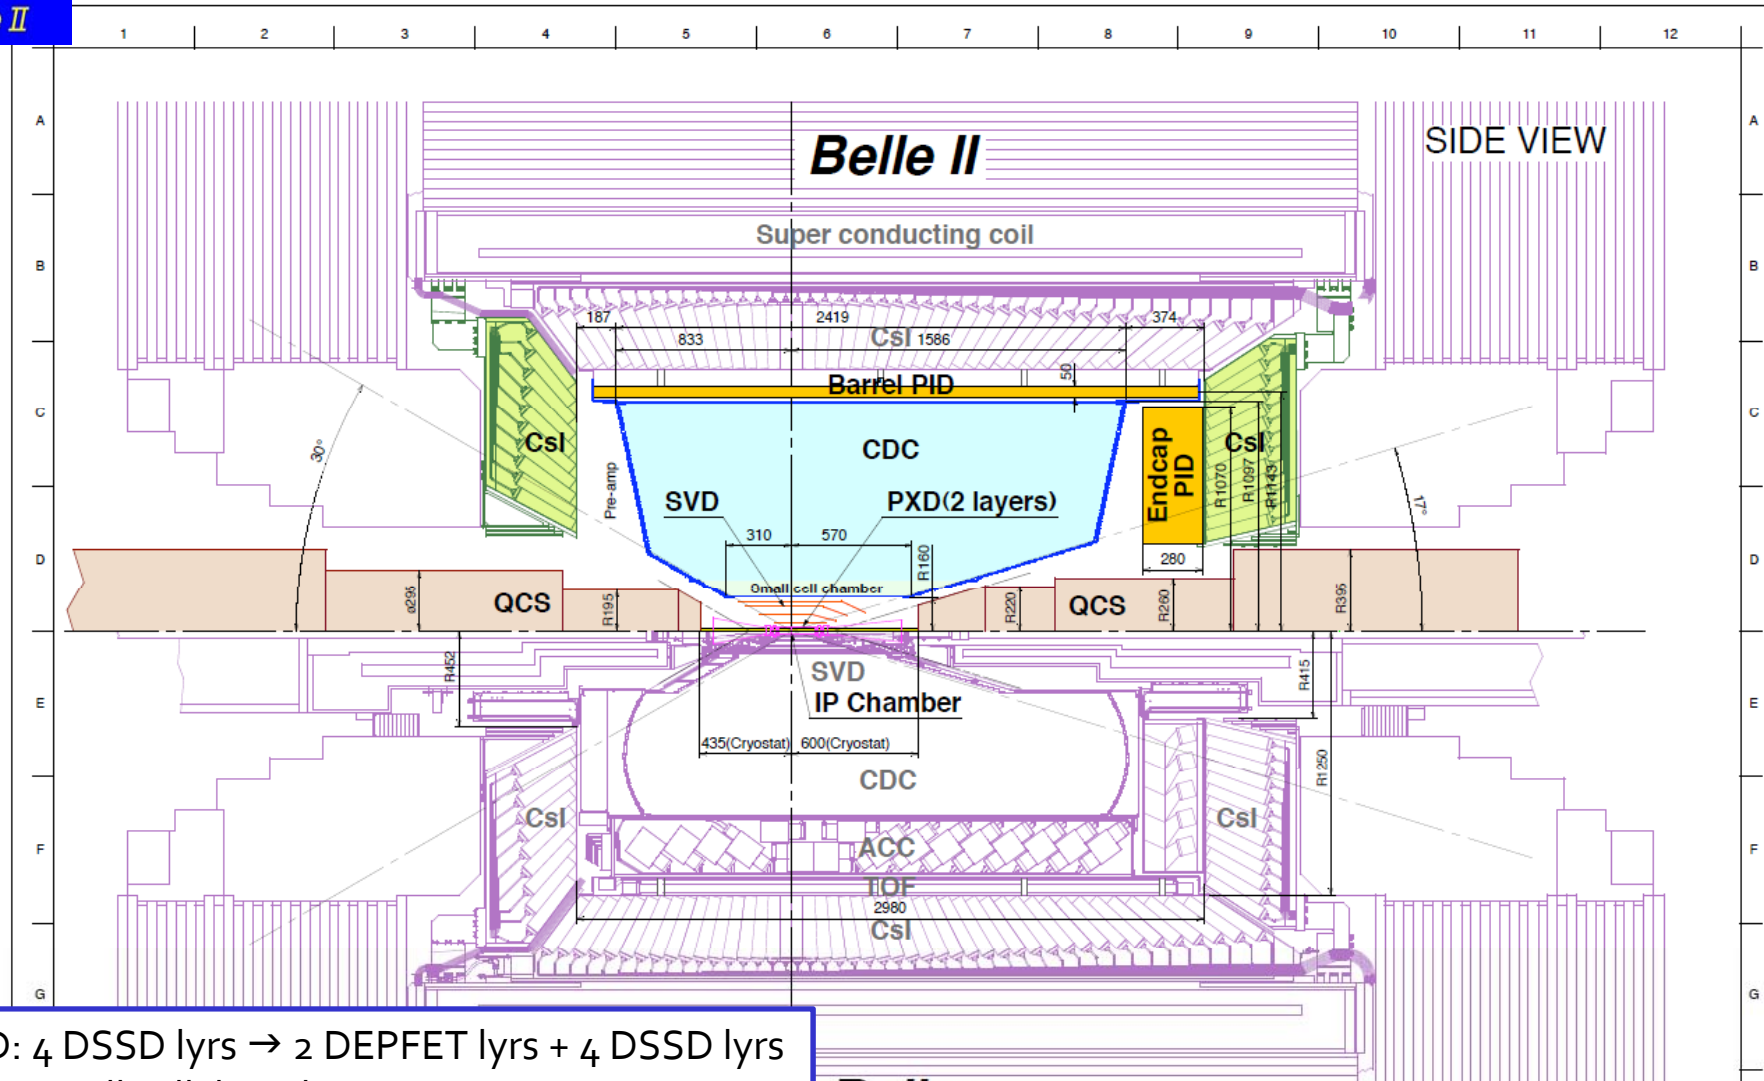 II
1 2 3 4 5 6 7 8 9 10 11 12
A A
Belle II
SIDE VIEW
Super conducting coil
B B
187 2419 374
833 CsI 1586
50
Barrel PID
C C
30°
CsI
CDC
CsI
Pre-amp
Endcap
PID
R1070
R1097
R1143
17°
SVD
PXD(2 layers)
310 570
R160
280
D D
Small cell chamber
R195
QCS
R220
QCS
R260
R395
R452
SVD
IP Chamber
R415
E E
435(Cryostat) 600(Cryostat)
CDC
R1250
CsI CsI
F F
ACC
TOF
2980
CsI
G G
: 4 DSSD lyrs → 2 DEPFET lyrs + 4 DSSD lyrs